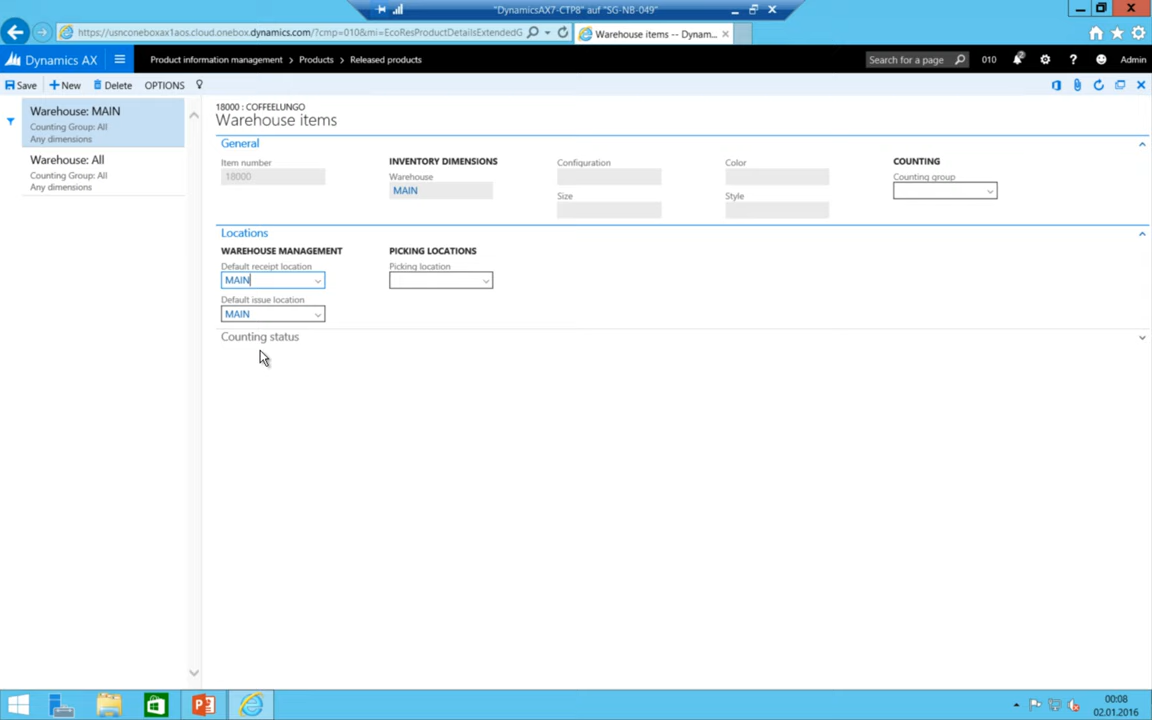 "DynamicsAX7-CTP8" auf "SG-NB-049"
https://usnconeboxax1aos.cloud.onebox.dynamics.com/?cmp=010&mi=EcoResProductDetailsExtendedG
Warehouse items -- Dynam...
Dynamics AX
Product information management > Products > Released products
Search for a page
010
Admin
Save
New
Delete
OPTIONS
Warehouse: MAIN
Counting Group: All
Any dimensions
Warehouse: All
Counting Group: All
Any dimensions
18000 : COFFEELUNGO
Warehouse items
General
Item number
18000
INVENTORY DIMENSIONS
Warehouse
MAIN
Configuration
Size
Color
Style
COUNTING
Counting group
Locations
WAREHOUSE MANAGEMENT
Default receipt location
MAIN
Default issue location
MAIN
PICKING LOCATIONS
Picking location
Counting status
00:08
02.01.2016